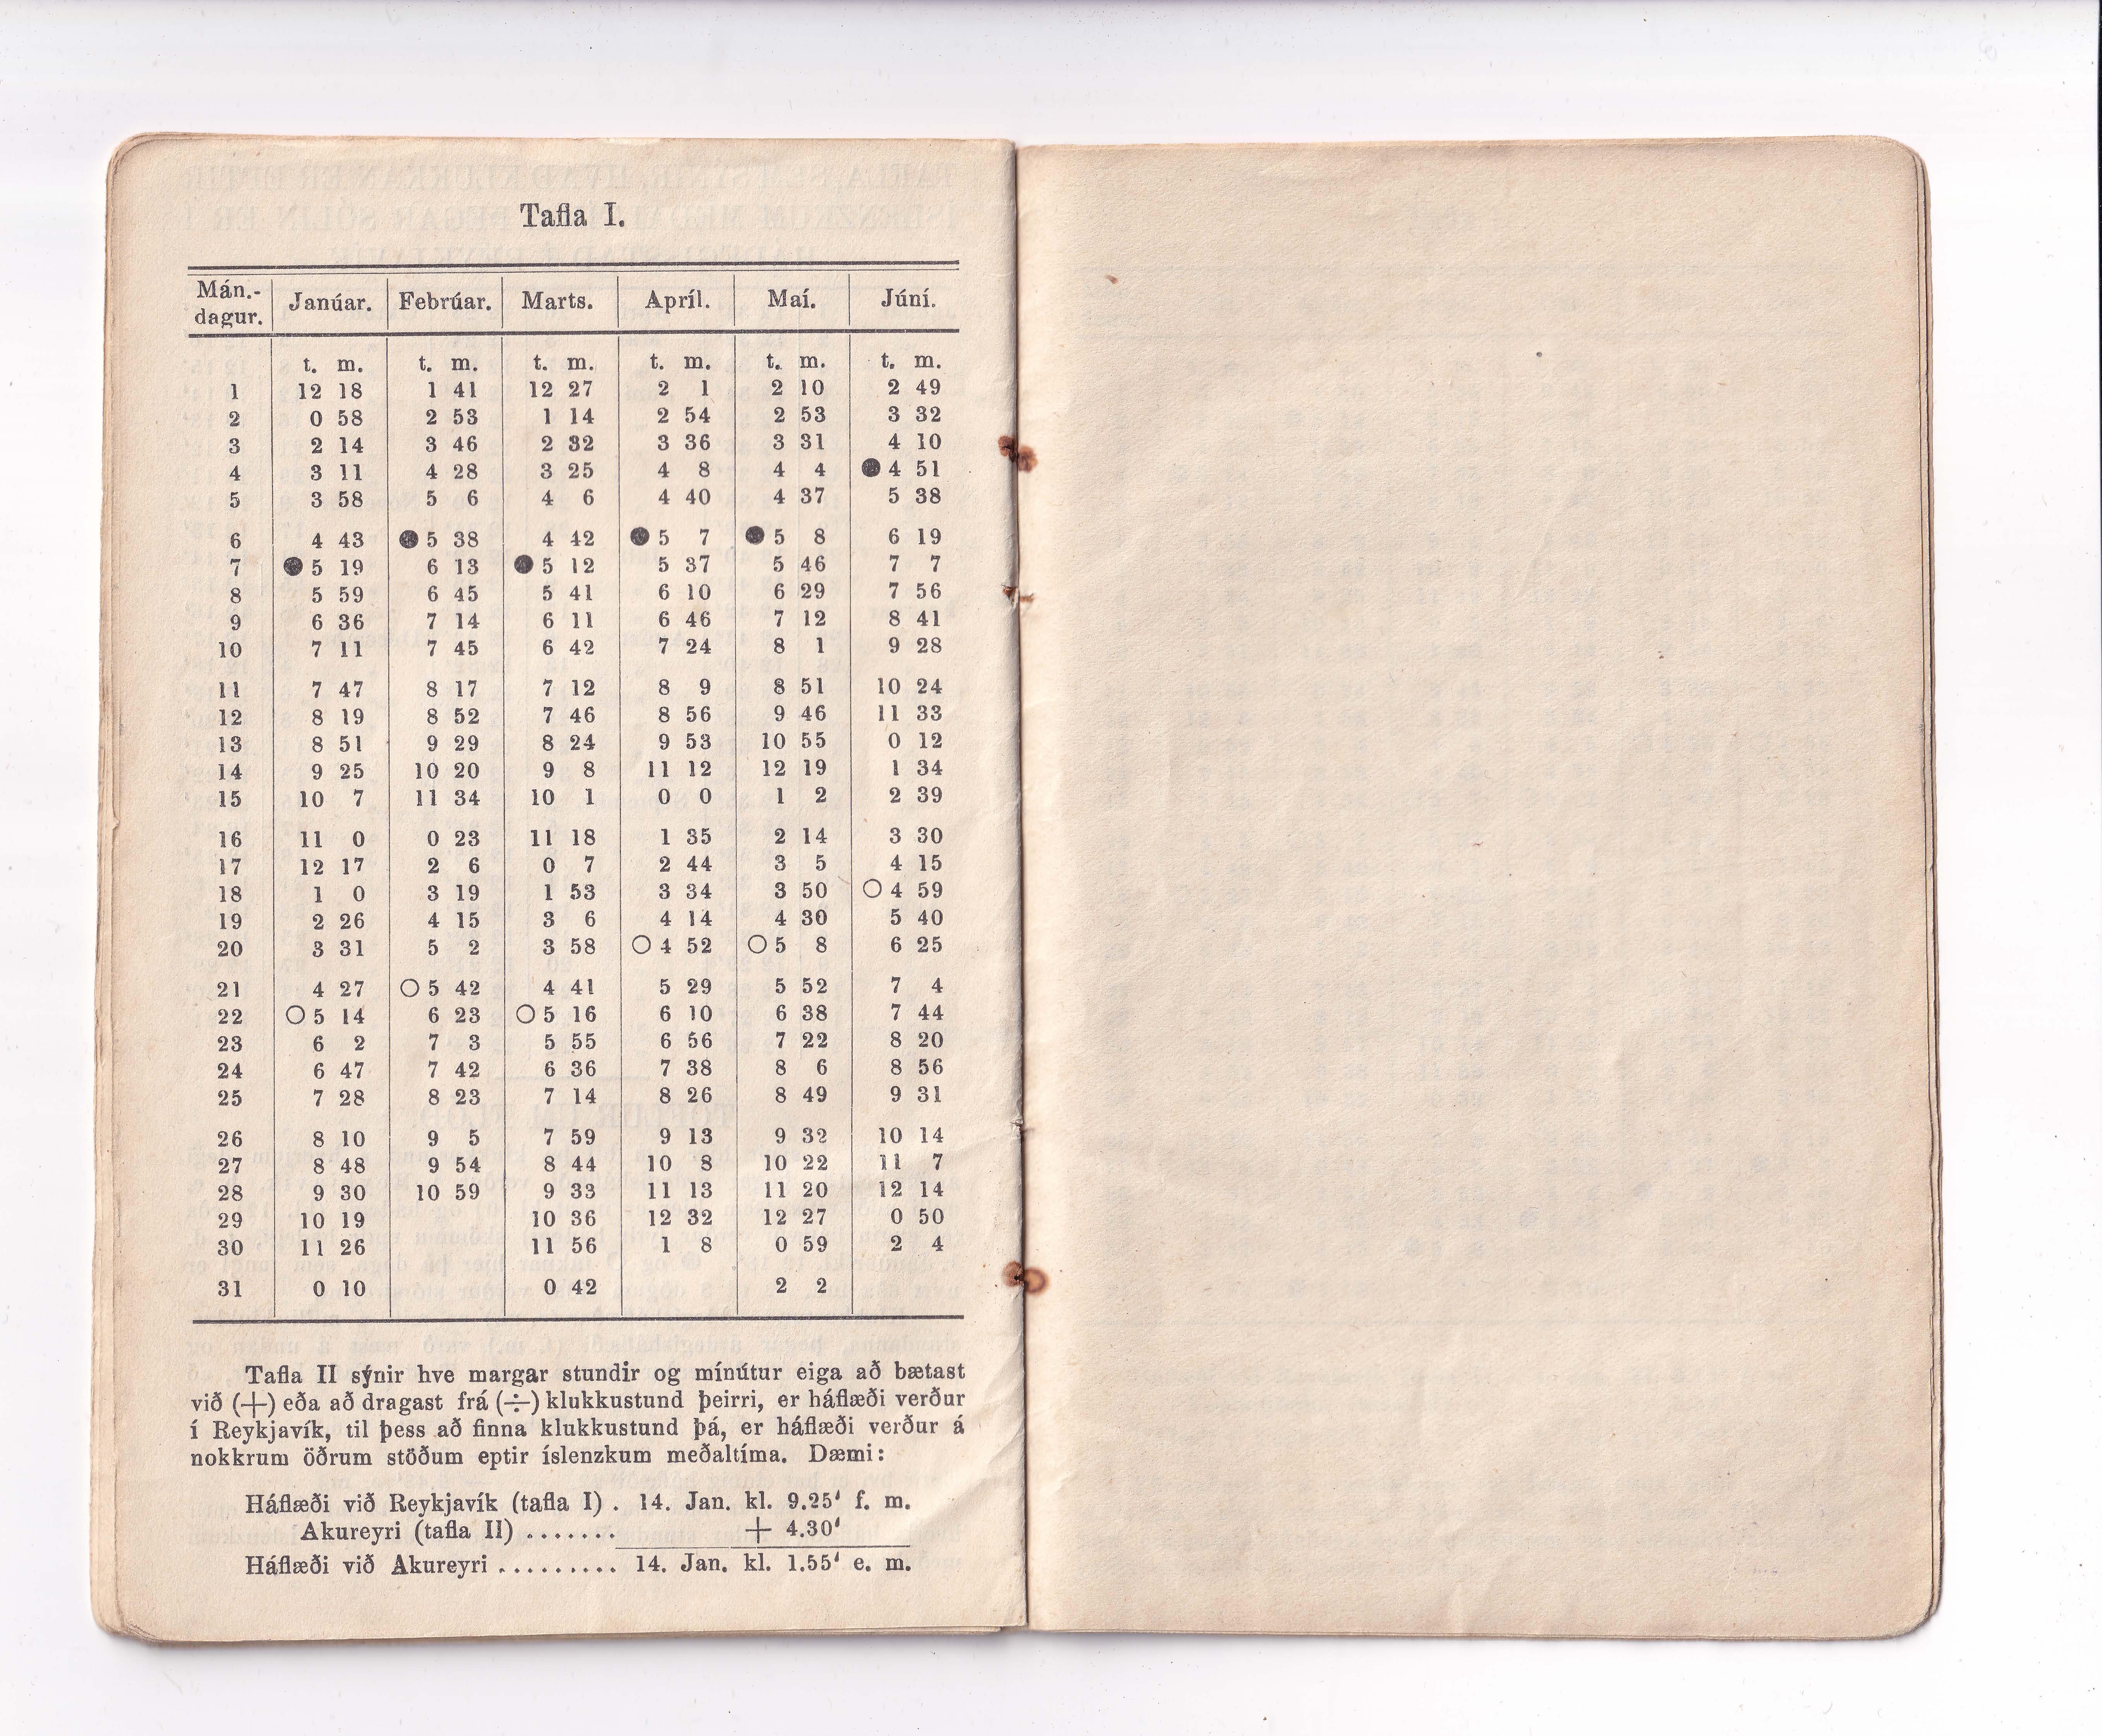 Tafla I.
Mán.-dagur. Janúar. Febrúar. Marts. Apríl. Maí. Júní.
t. m. t. m. t. m. t. m. t. m. t. m.
1 12 18 1 41 12 27 2 1 2 10 2 49
2 0 58 2 53 1 14 2 54 2 53 3 32
3 2 14 3 46 2 32 3 36 3 31 4 10
4 3 11 4 28 3 25 4 8 4 4 ●4 51
5 3 58 5 6 4 6 4 40 4 37 5 38
6 4 43 ●5 38 4 42 ●5 7 ●5 8 6 19
7 ●5 19 6 13 ●5 12 5 37 5 46 7 7
8 5 59 6 45 5 41 6 10 6 29 7 56
9 6 36 7 14 6 11 6 46 7 12 8 41
10 7 11 7 45 6 42 7 24 8 1 9 28
11 7 47 8 17 7 12 8 9 8 51 10 24
12 8 19 8 52 7 46 8 56 9 46 11 33
13 8 51 9 29 8 24 9 53 10 55 0 12
14 9 25 10 20 9 8 11 12 12 19 1 34
15 10 7 11 34 10 1 0 0 1 2 2 39
16 11 0 0 23 11 18 1 35 2 14 3 30
17 12 17 2 6 0 7 2 44 3 5 4 15
18 1 0 3 19 1 53 3 34 3 50 ○4 59
19 2 26 4 15 3 6 4 14 4 30 5 40
20 3 31 5 2 3 58 ○4 52 ○5 8 6 25
21 4 27 ○5 42 4 41 5 29 5 52 7 4
22 ○5 14 6 23 ○5 16 6 10 6 38 7 44
23 6 2 7 3 5 55 6 56 7 22 8 20
24 6 47 7 42 6 36 7 38 8 6 8 56
25 7 28 8 23 7 14 8 26 8 49 9 31
26 8 10 9 5 7 59 9 13 9 32 10 14
27 8 48 9 54 8 44 10 8 10 22 11 7
28 9 30 10 59 9 33 11 13 11 20 12 14
29 10 19 10 36 12 32 12 27 0 50
30 11 26 11 56 1 8 0 59 2 4
31 0 10 0 42 2 2
Tafla II sýnir hve margar stundir og mínútur eiga að bætast
við (+) eða að dragast frá (÷) klukkustund þeirri, er háflæði verður
í Reykjavík, til þess að finna klukkustund þá, er háflæði verður á
nokkrum öðrum stöðum eptir íslenzkum meðaltíma. Dæmi:
Háflæði við Reykjavík (tafla I) . 14. Jan. kl. 9.25' f. m.
Akureyri (tafla II) ....... + 4.30'
Háflæði við Akureyri ......... 14. Jan. kl. 1.55' e. m.